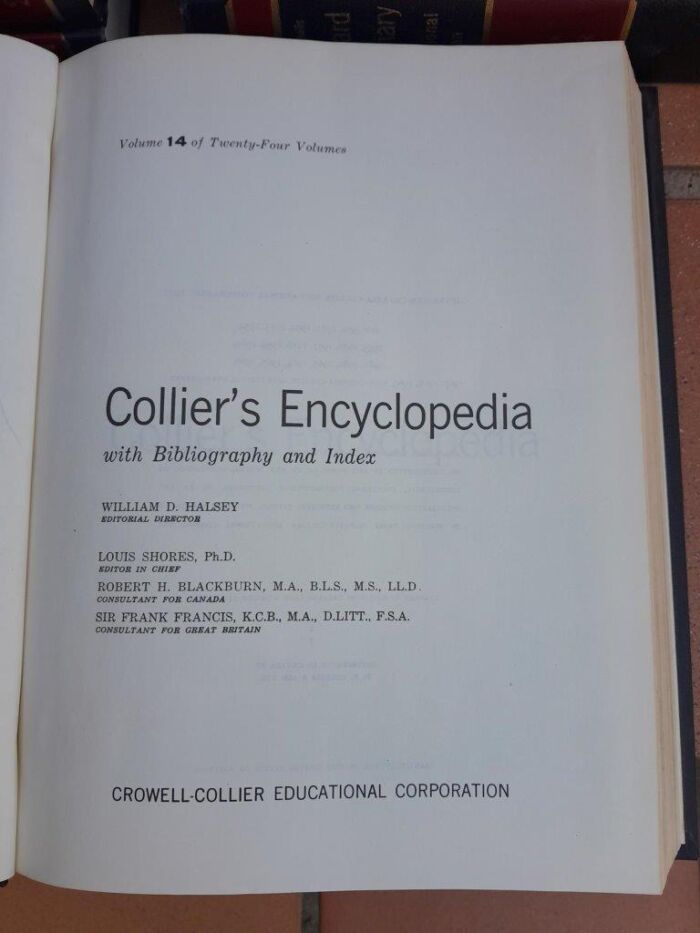 Volume 14 of Twenty-Four Volumes
Collier's Encyclopedia
with Bibliography and Index
WILLIAM D. HALSEY
EDITORIAL DIRECTOR
LOUIS SHORES, Ph.D.
EDITOR IN CHIEF
ROBERT H. BLACKBURN, M.A., B.L.S., M.S., LL.D.
CONSULTANT FOR CANADA
SIR FRANK FRANCIS, K.C.B., M.A., D.LITT., F.S.A.
CONSULTANT FOR GREAT BRITAIN
CROWELL-COLLIER EDUCATIONAL CORPORATION